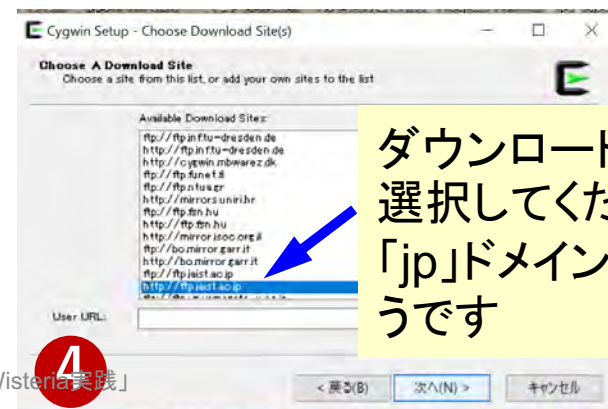 Cygwin Setup - Choose Download Site(s)
Choose A Download Site
Choose a site from this list, or add your own sites to the list
Available Download Sites:
ftp://ftp.inf.tu-dresden.de
http://ftp.inf.tu-dresden.de
http://cygwin.mbwarez.dk
ftp://ftp.funet.fi
ftp://ftp.ntua.gr
http://mirrors.uniri.hr
ftp://ftp.fsn.hu
http://ftp.fsn.hu
http://mirror.isoc.org.il
ftp://bo.mirror.garr.it
http://bo.mirror.garr.it
ftp://ftp.jaist.ac.jp
http://ftp.jaist.ac.jp
ダウンロード
選択してくだ
「jp」ドメイン
うです
User URL:
4
isteria実践」
< 戻る(B)
次へ(N) >
キャンセル